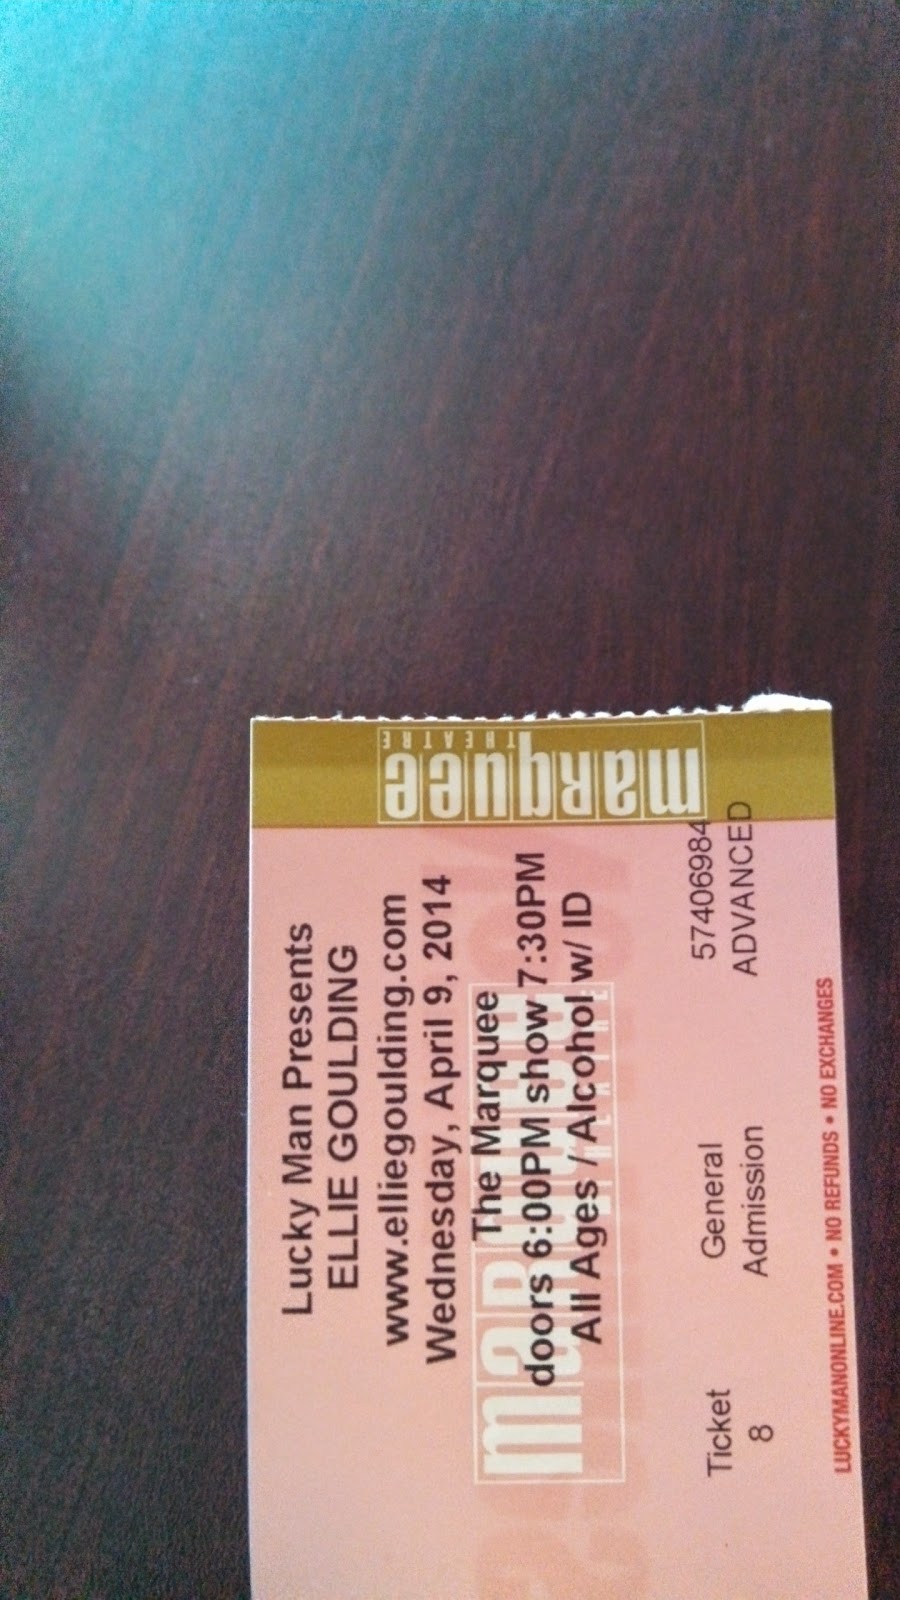 Lucky Man Presents
ELLIE GOULDING
www.elliegoulding.com
Wednesday, April 9, 2014
The Marquee
doors 6:00PM show 7:30PM
All Ages / Alcohol w/ ID
Ticket General 57406984
8 Admission ADVANCED
LUCKYMANONLINE.COM • NO REFUNDS • NO EXCHANGES
marquee
THEATRE
marquee